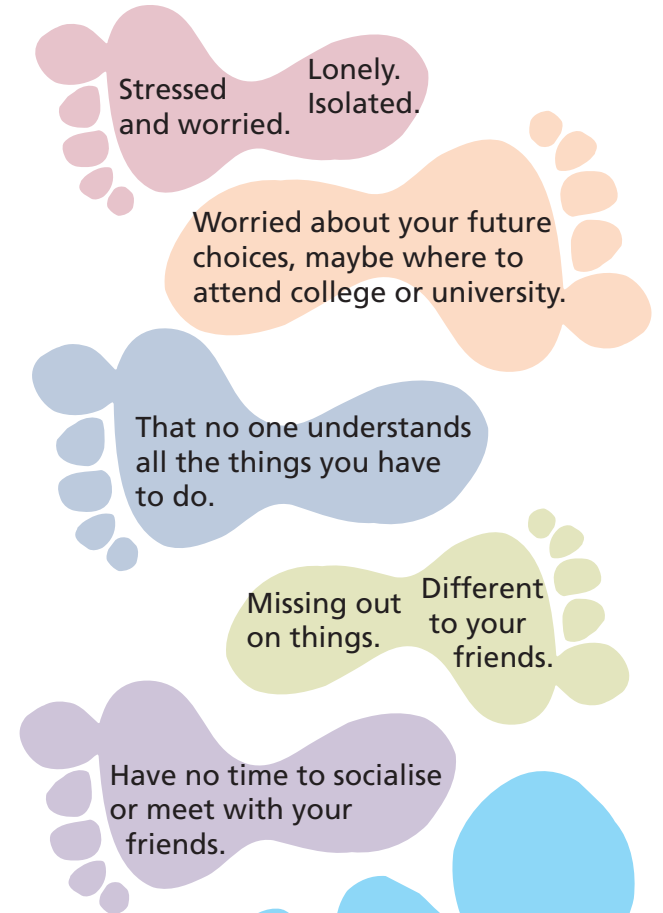 Stressed
and worried.
Lonely.
Isolated.
Worried about your future
choices, maybe where to
attend college or university.
That no one understands
all the things you have
to do.
Missing out
on things.
Different
to your
friends.
Have no time to socialise
or meet with your
friends.